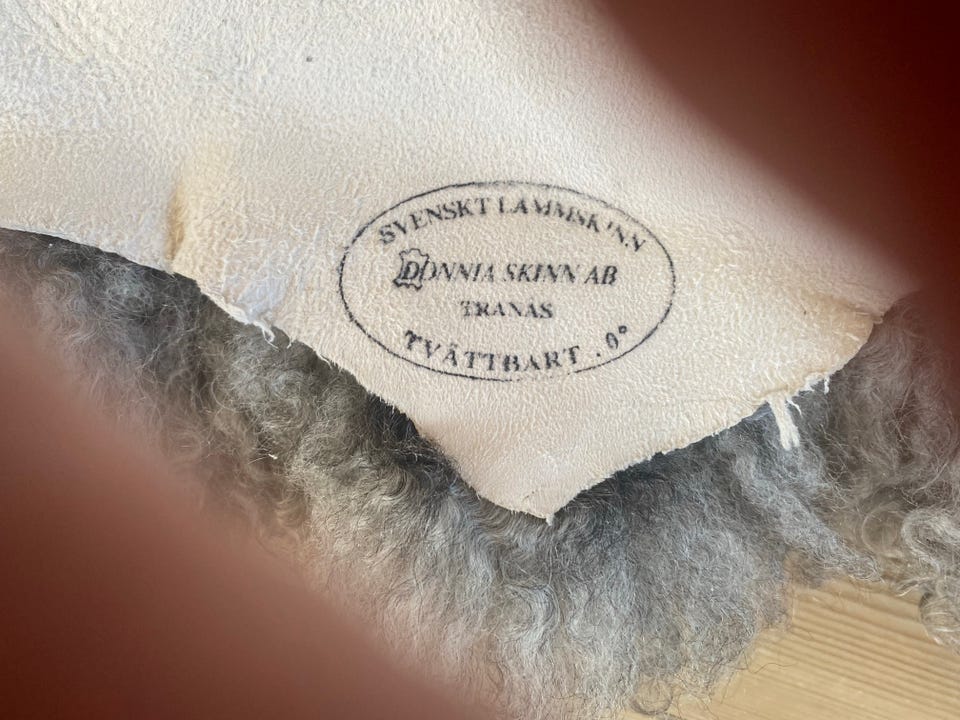 SVENSKT LAMMSKINN
DONNIA SKINN AB
TRANÅS
TVÄTTBART